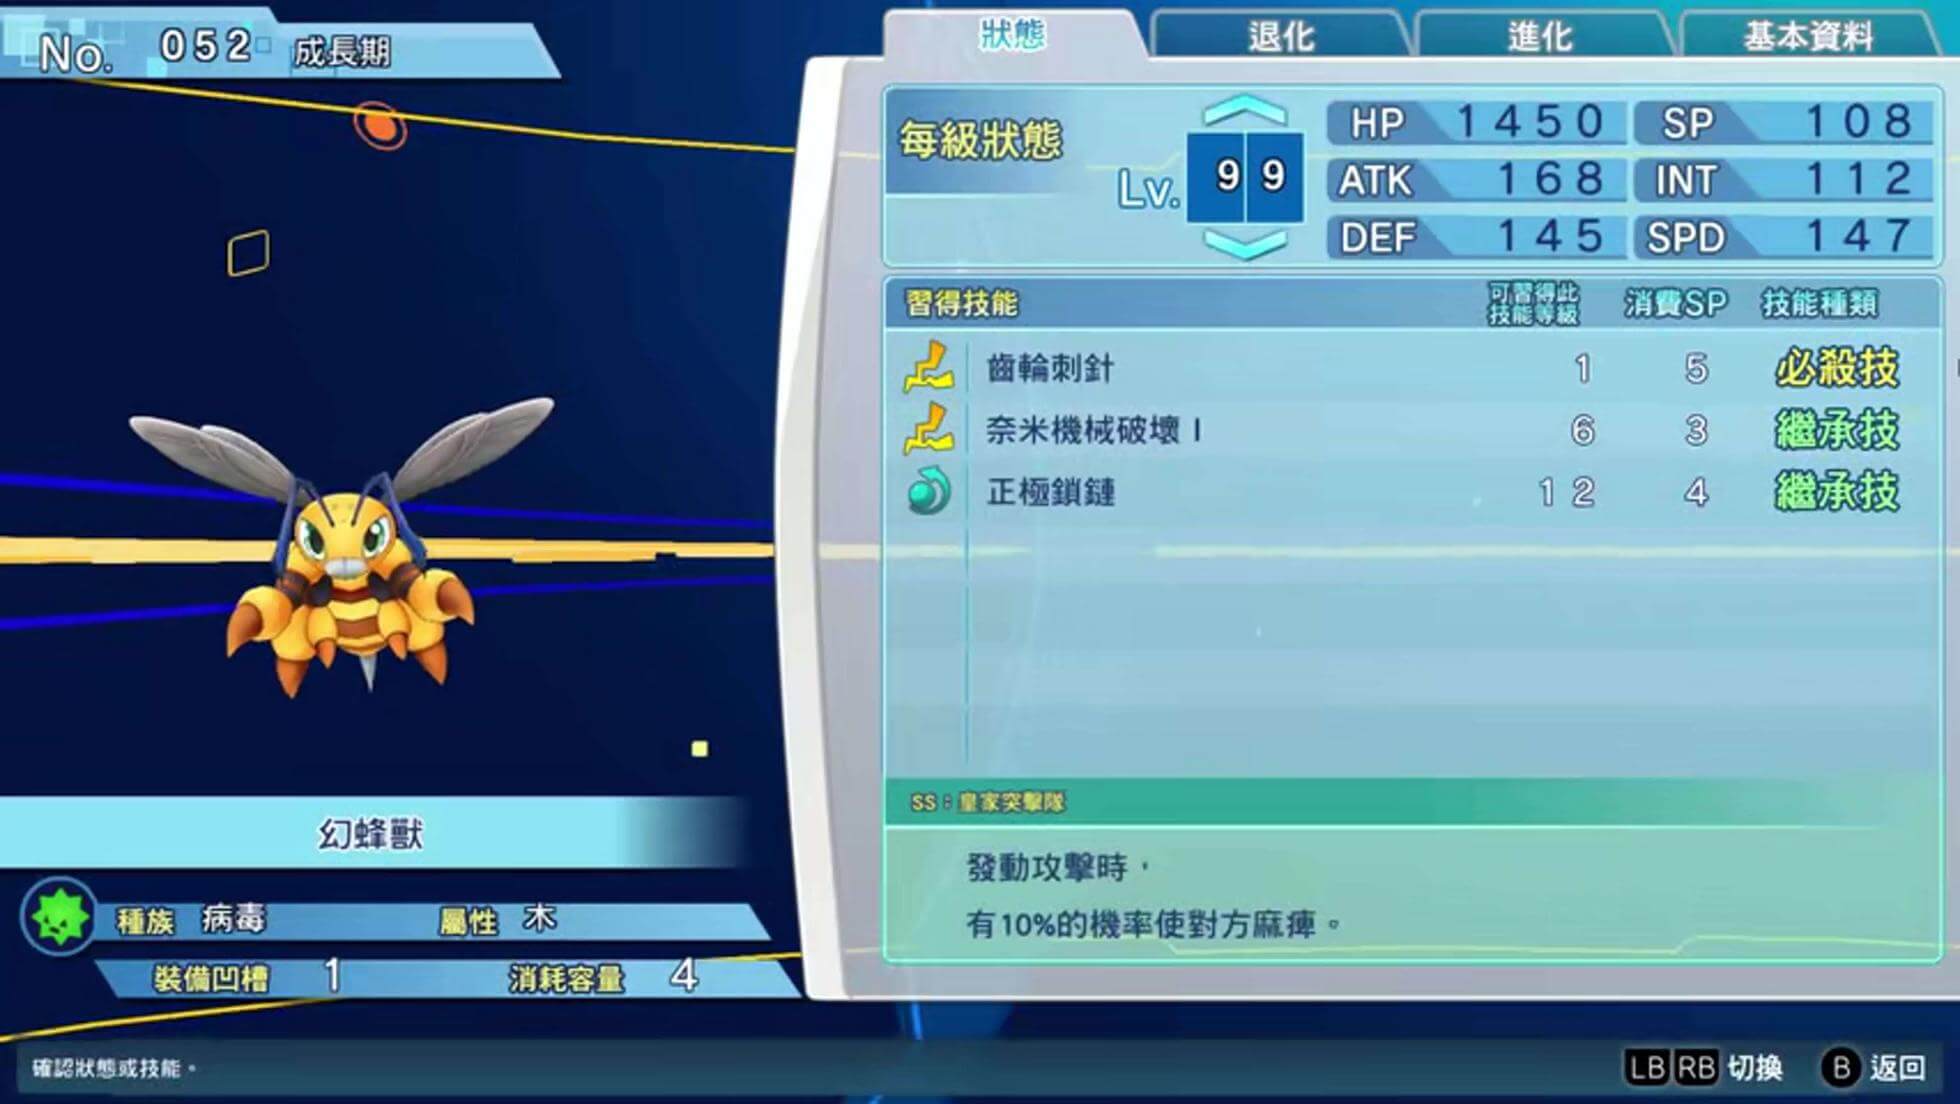 No. 052 成長期
狀態 退化 進化 基本資料
每級狀態
Lv. 99
HP 1450 SP 108
ATK 168 INT 112
DEF 145 SPD 147
習得技能 可習得此技能等級 消費SP 技能種類
齒輪刺針 1 5 必殺技
奈米機械破壞 I 6 3 繼承技
正極鎖鏈 12 4 繼承技
SS：皇家突擊隊
發動攻擊時，
有10%的機率使對方麻痺。
幻蜂獸
種族 病毒 屬性 木
裝備凹槽 1 消耗容量 4
確認狀態或技能。
LB RB 切換 B 返回